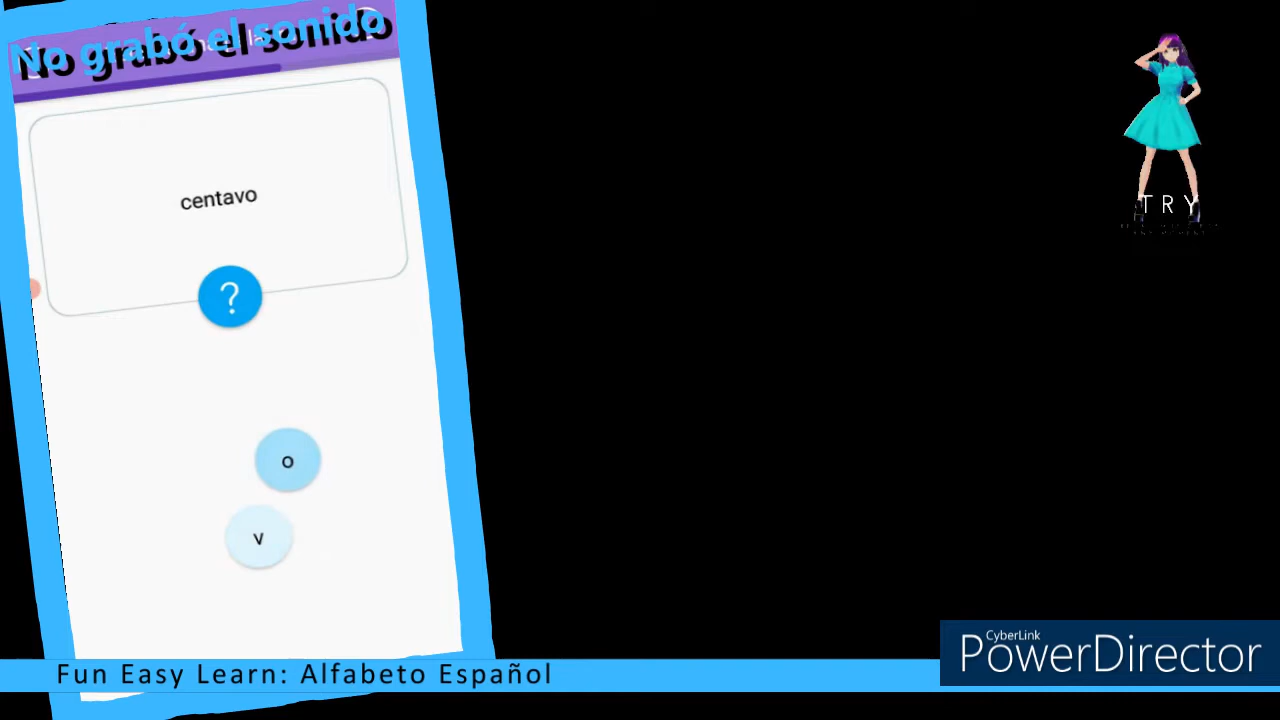 No grabó el sonido
centavo
?
o
v
TRY
Fun Easy Learn: Alfabeto Español
CyberLink
PowerDirector